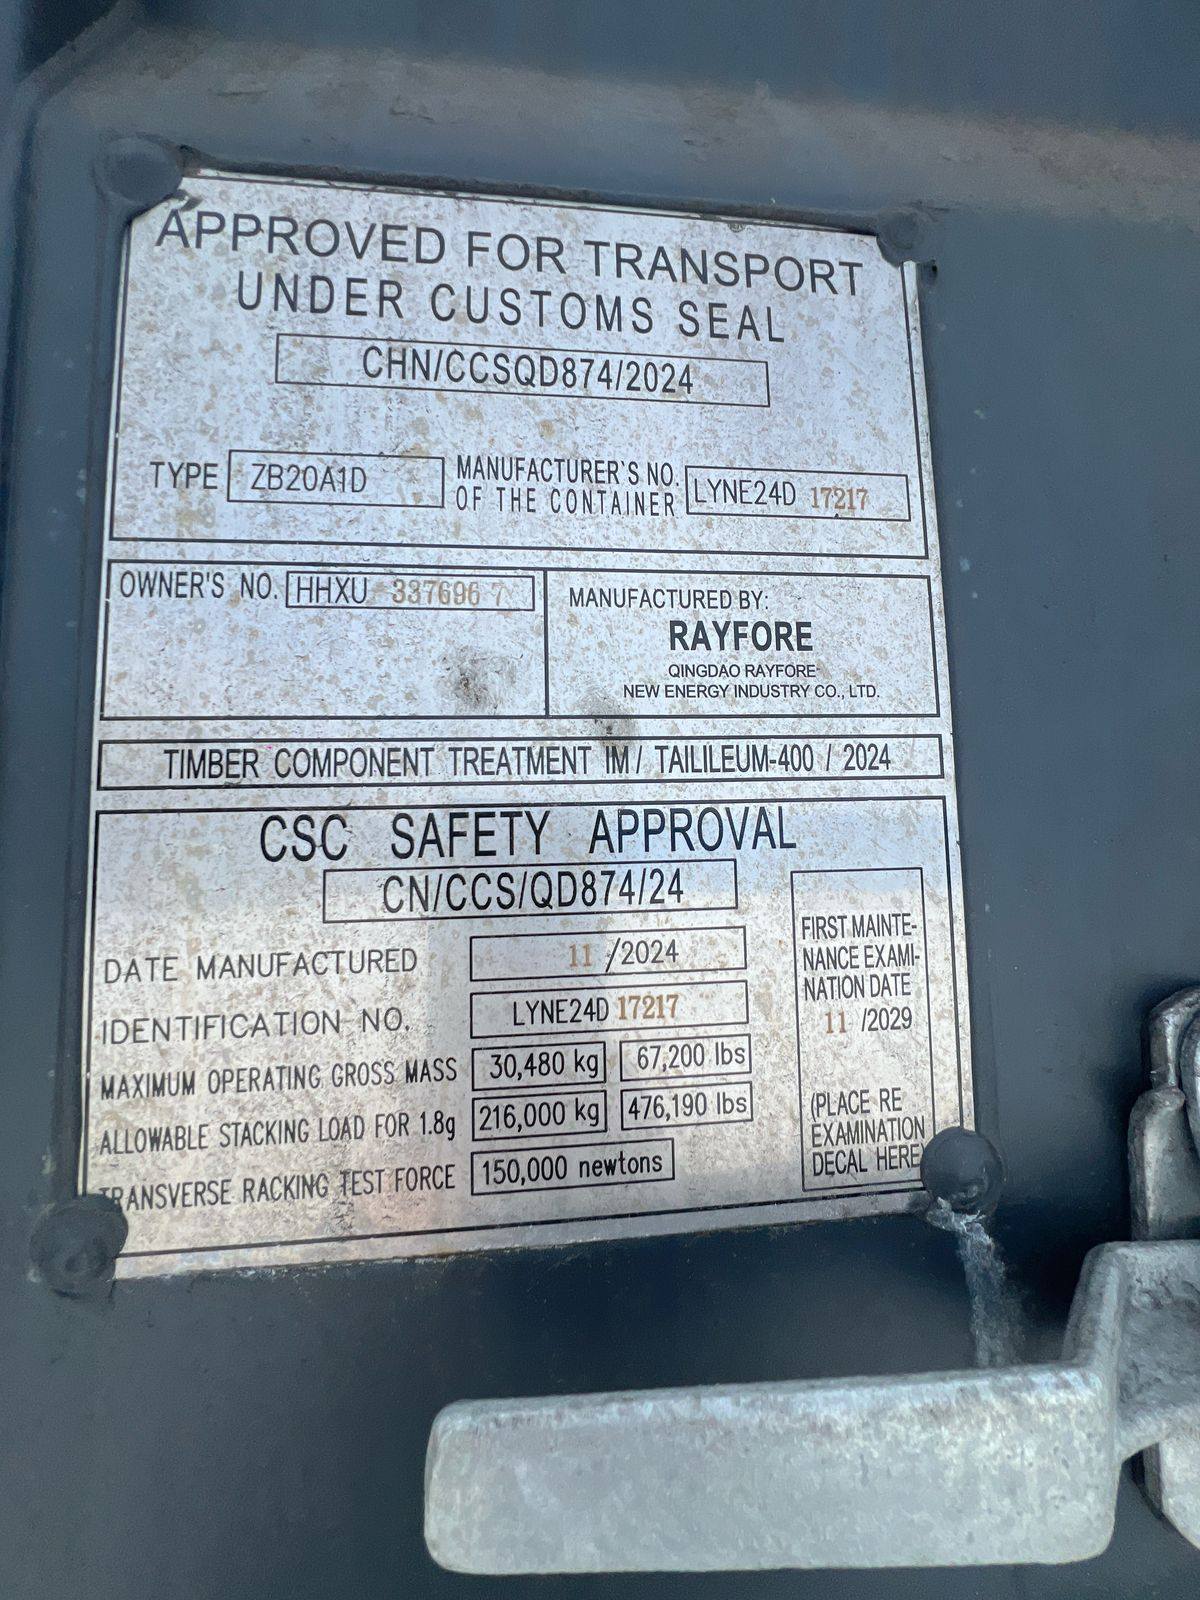 APPROVED FOR TRANSPORT
UNDER CUSTOMS SEAL
CHN/CCSQD874/2024
TYPE ZB20A1D MANUFACTURER'S NO. OF THE CONTAINER LYNE24D 17217
OWNER'S NO. HHXU 337696 7
MANUFACTURED BY:
RAYFORE
QINGDAO RAYFORE
NEW ENERGY INDUSTRY CO., LTD.
TIMBER COMPONENT TREATMENT IM / TAILILEUM-400 / 2024
CSC SAFETY APPROVAL
CN/CCS/QD874/24
DATE MANUFACTURED 11 /2024
IDENTIFICATION NO. LYNE24D 17217
MAXIMUM OPERATING GROSS MASS 30,480 kg 67,200 lbs
ALLOWABLE STACKING LOAD FOR 1.8g 216,000 kg 476,190 lbs
TRANSVERSE RACKING TEST FORCE 150,000 newtons
FIRST MAINTE-
NANCE EXAMI-
NATION DATE
11 /2029
(PLACE RE
EXAMINATION
DECAL HERE)